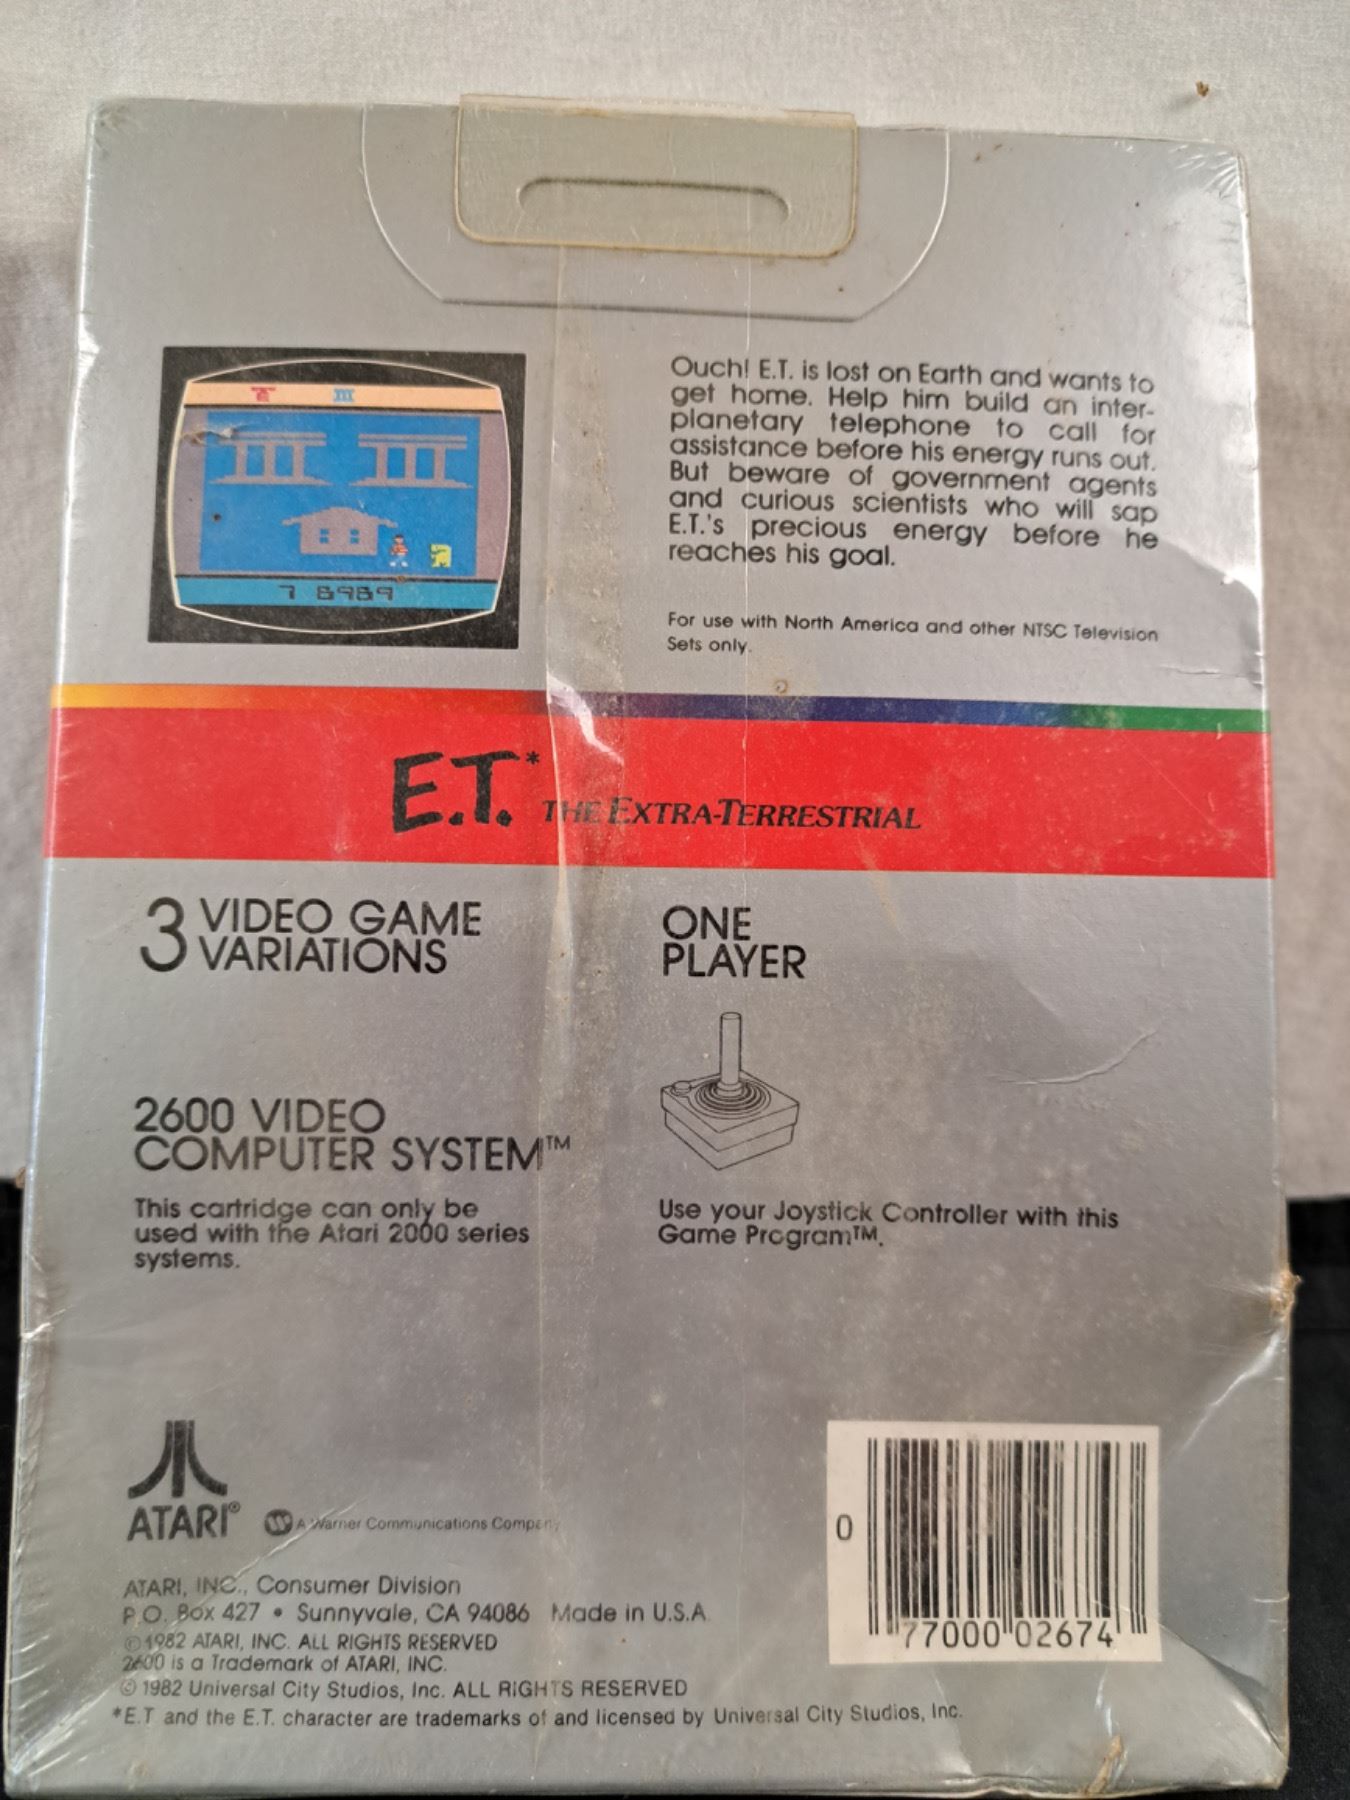 7 8989
Ouch! E.T. is lost on Earth and wants to
get home. Help him build an inter-
planetary telephone to call for
assistance before his energy runs out.
But beware of government agents
and curious scientists who will sap
E.T.'s precious energy before he
reaches his goal.
For use with North America and other NTSC Television
Sets only.
E.T.* THE EXTRA-TERRESTRIAL
3 VIDEO GAME
VARIATIONS
ONE
PLAYER
2600 VIDEO
COMPUTER SYSTEM™
This cartridge can only be
used with the Atari 2600 series
systems.
Use your Joystick Controller with this
Game Program™.
ATARI® W A Warner Communications Company
ATARI, INC., Consumer Division
P.O. Box 427 • Sunnyvale, CA 94086 Made in U.S.A.
© 1982 ATARI, INC. ALL RIGHTS RESERVED
2600 is a Trademark of ATARI, INC.
© 1982 Universal City Studios, Inc. ALL RIGHTS RESERVED
*E.T and the E.T. character are trademarks of and licensed by Universal City Studios, Inc.
0 77000 02674